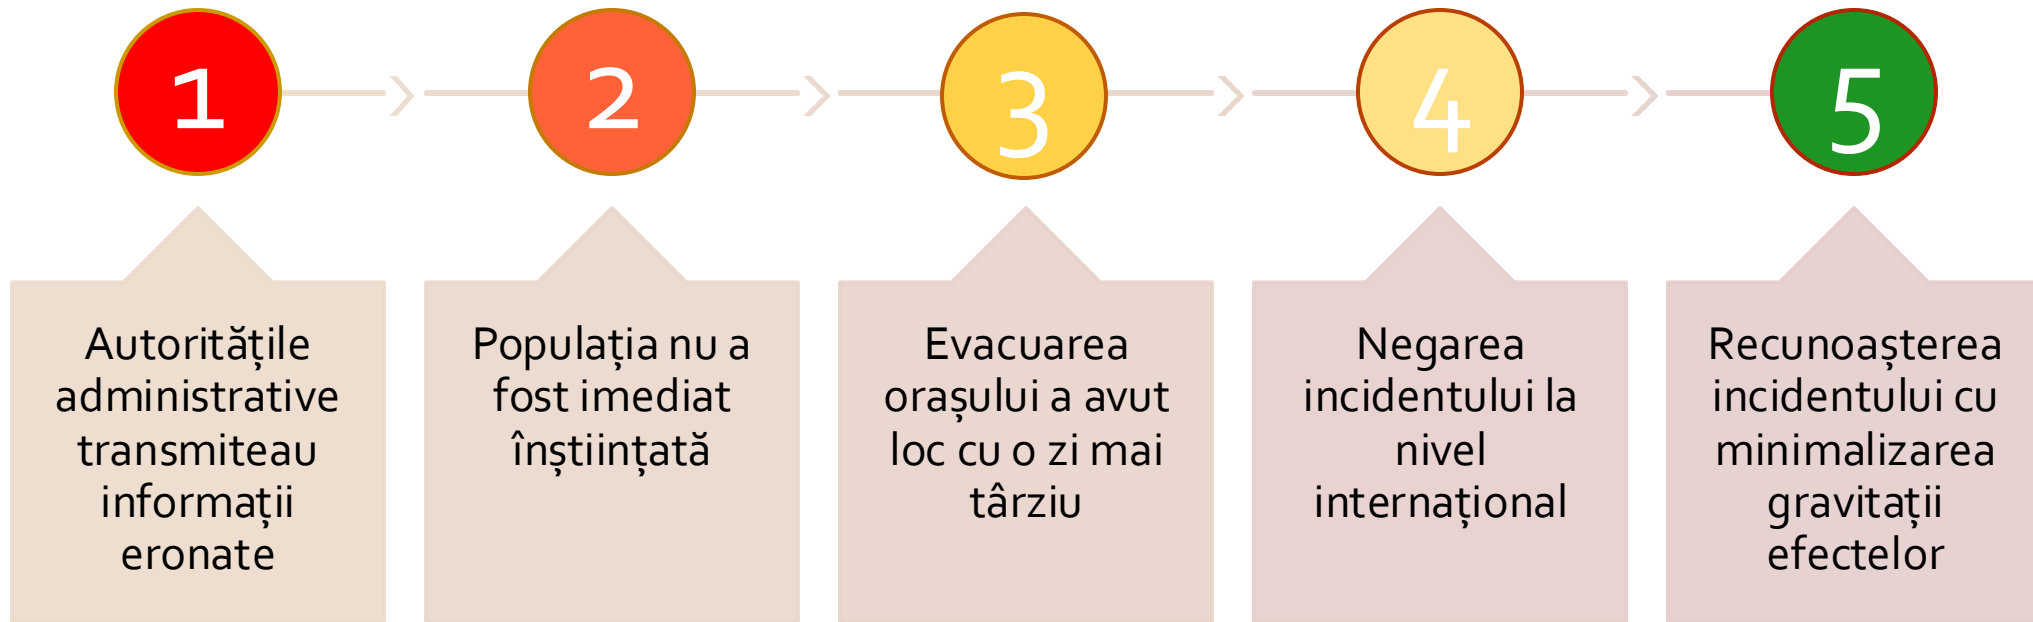 1
2
3
4
5
Autoritățile
administrative
transmiteau
informații
eronate
Populația nu a
fost imediat
înștiințată
Evacuarea
orașului a avut
loc cu o zi mai
târziu
Negarea
incidentului la
nivel
internațional
Recunoașterea
incidentului cu
minimalizarea
gravitații
efectelor